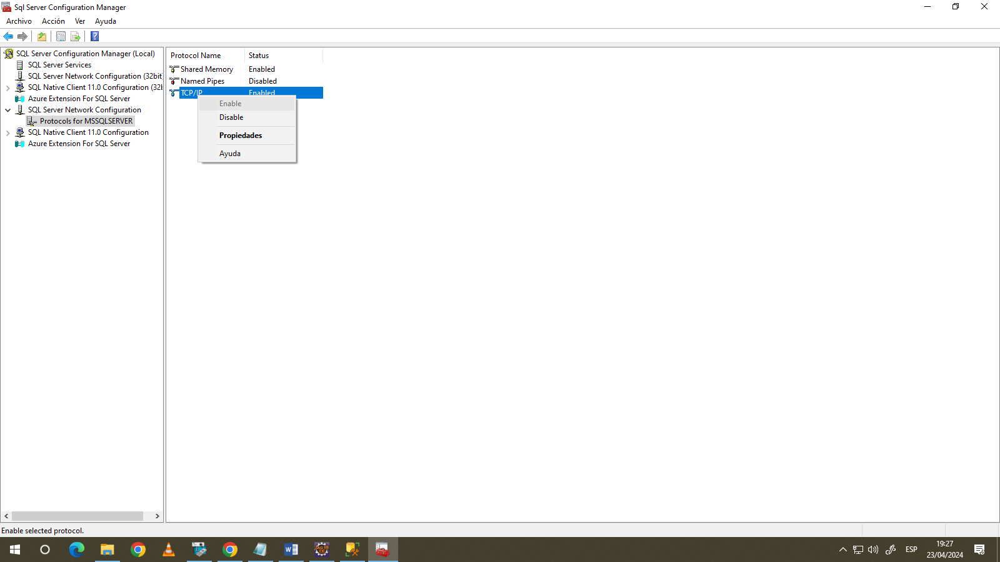 Sql Server Configuration Manager
Archivo Acción Ver Ayuda
SQL Server Configuration Manager (Local)
SQL Server Services
SQL Server Network Configuration (32bit
SQL Native Client 11.0 Configuration (32b
Azure Extension For SQL Server
SQL Server Network Configuration
Protocols for MSSQLSERVER
SQL Native Client 11.0 Configuration
Azure Extension For SQL Server
Protocol Name Status
Shared Memory Enabled
Named Pipes Disabled
TCP/IP Enabled
Enable
Disable
Propiedades
Ayuda
Enable selected protocol.
ESP
19:27
23/04/2024